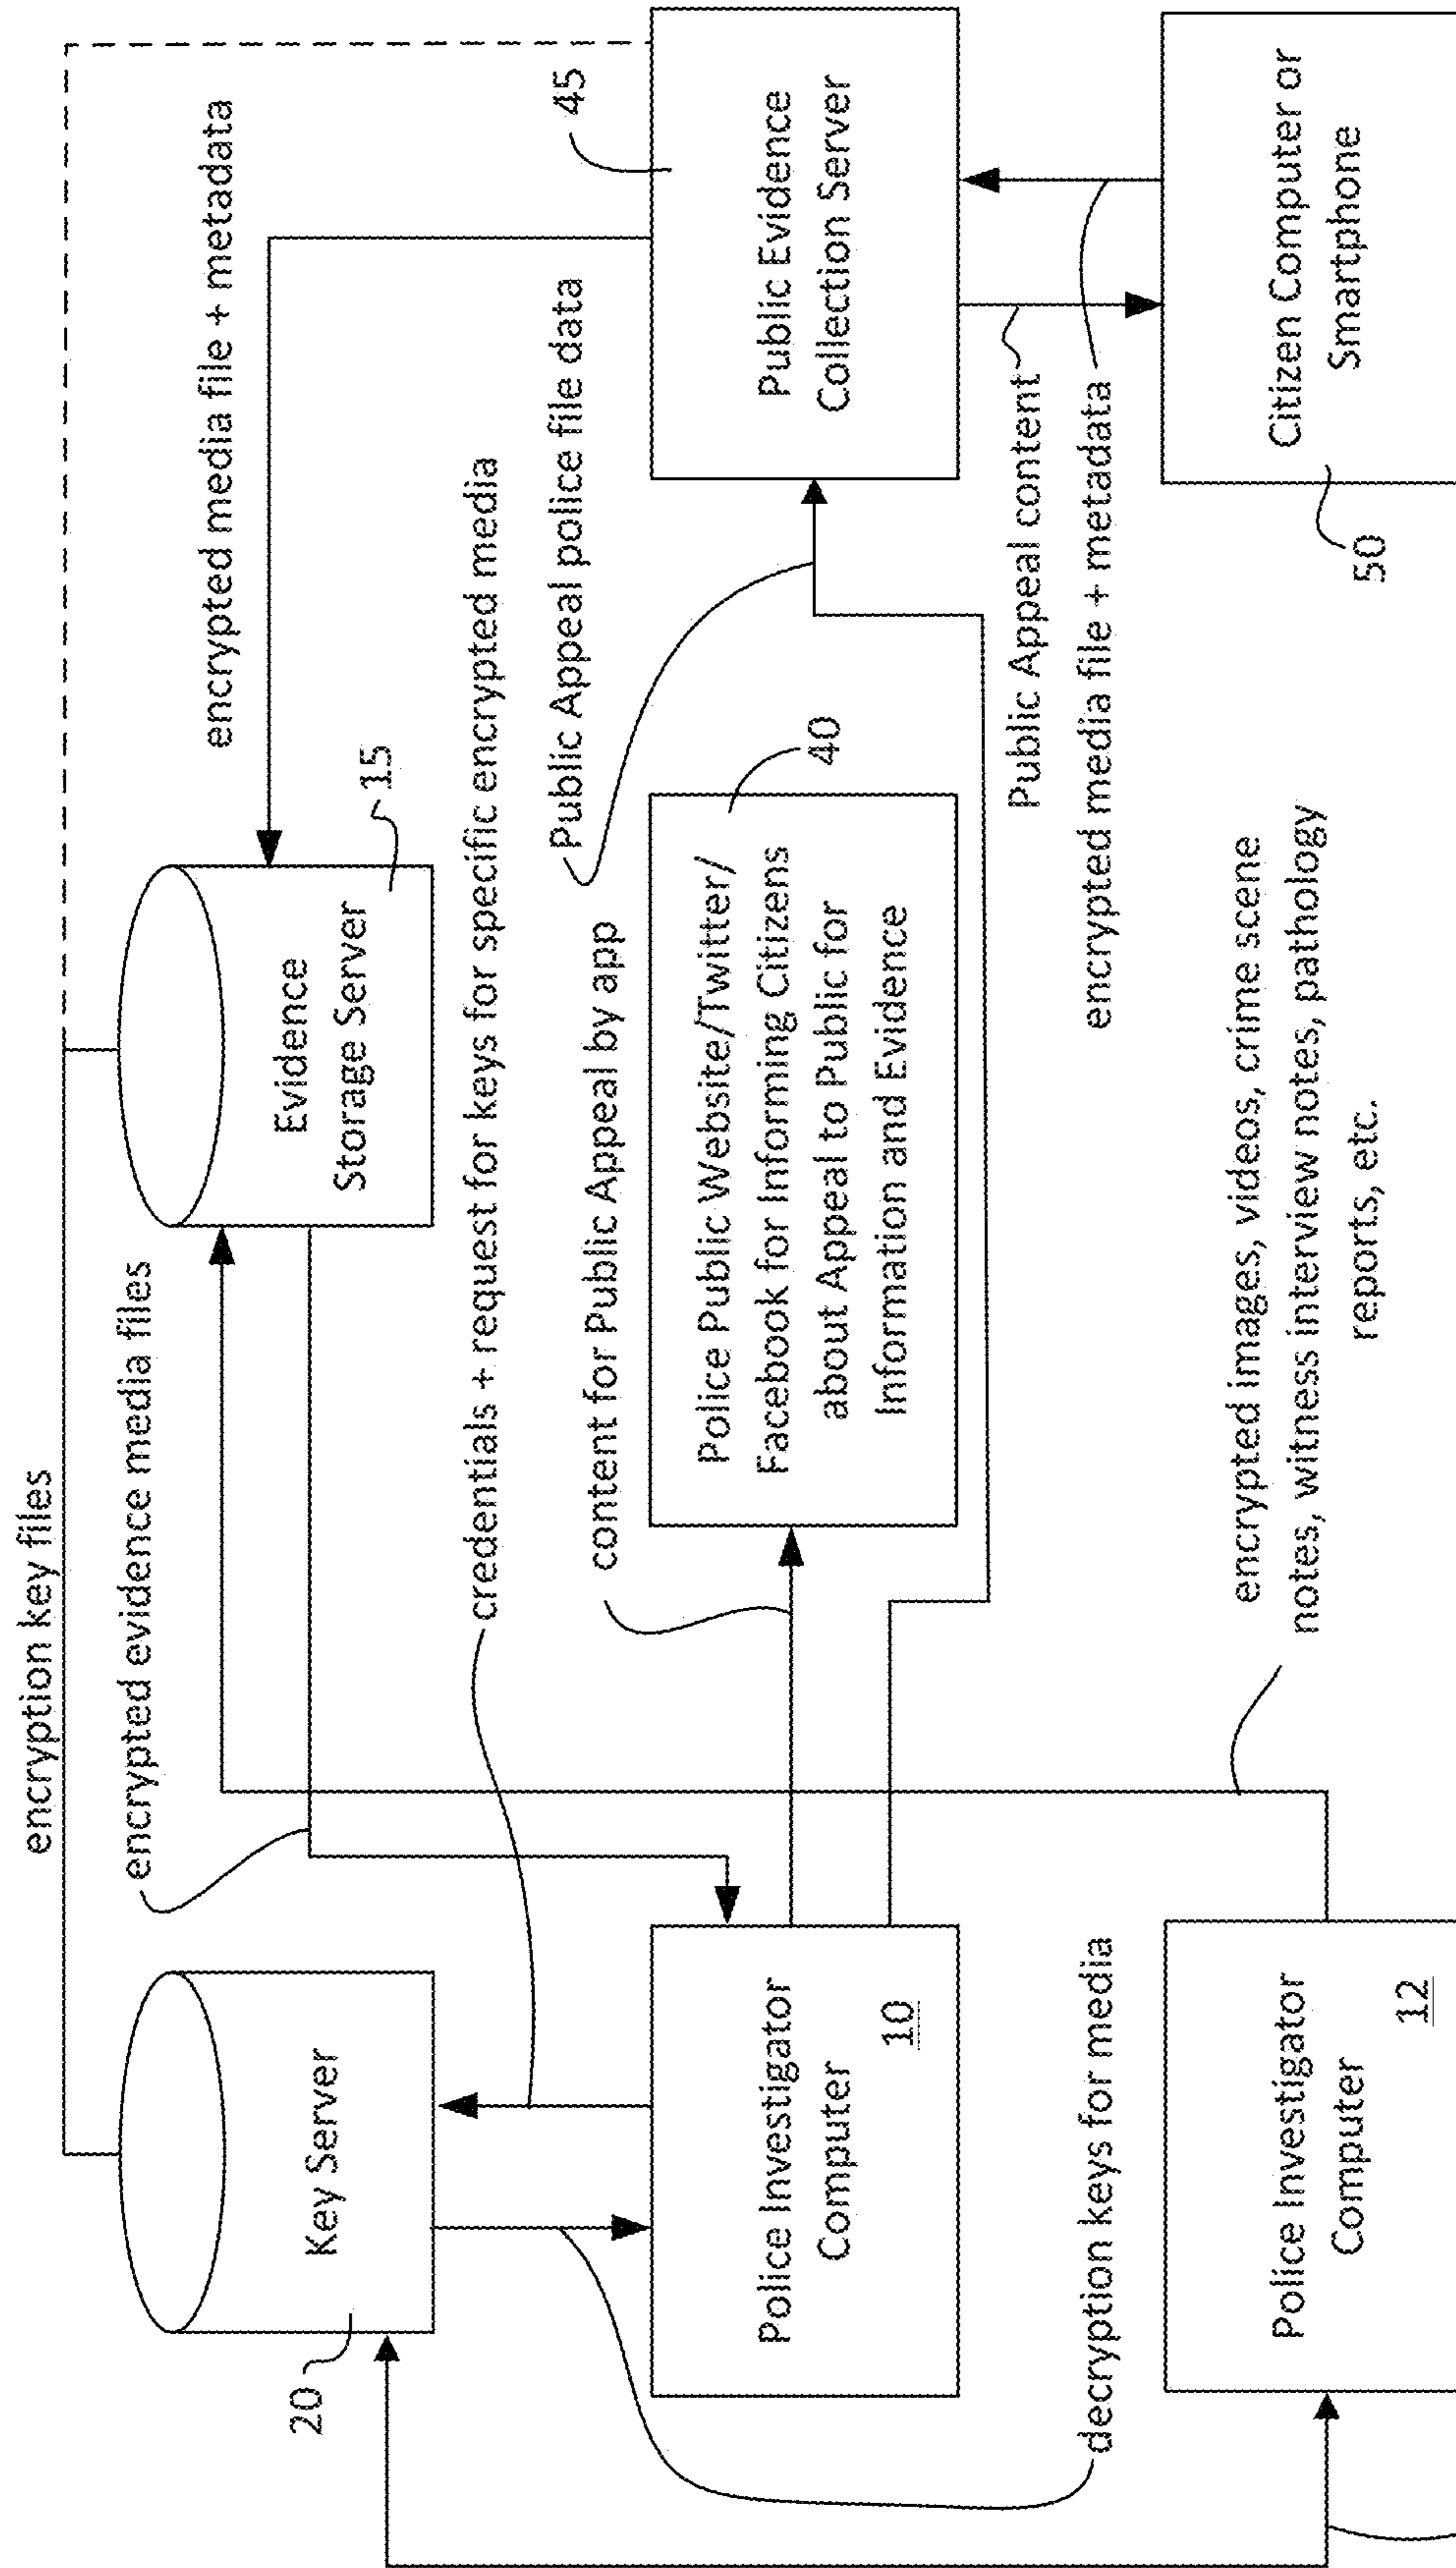 encryption key files
encrypted evidence media files
encrypted media file + metadata
Key Server
20
Evidence
Storage Server
15
credentials + request for keys for specific encrypted media
content for Public Appeal by app
Public Appeal police file data
45
Police Investigator
Computer
10
Police Public Website/Twitter/
Facebook for Informing Citizens
about Appeal to Public for
Information and Evidence
40
Public Evidence
Collection Server
decryption keys for media
Public Appeal content
encrypted media file + metadata
Police Investigator
Computer
12
encrypted images, videos, crime scene
notes, witness interview notes, pathology
reports, etc.
Citizen Computer or
Smartphone
50